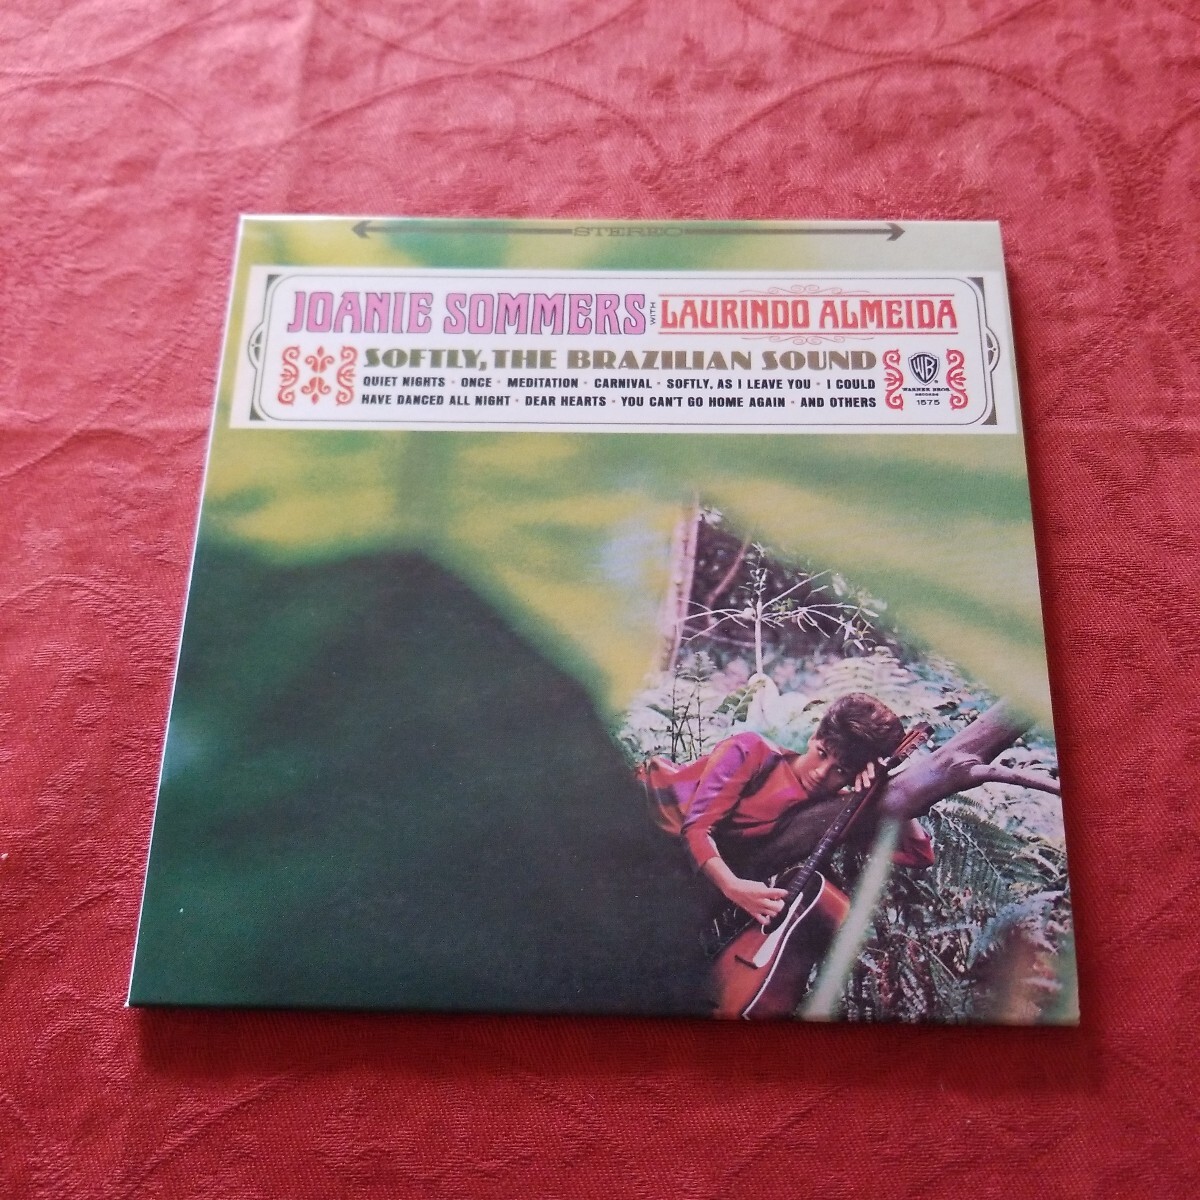 STEREO
JOANIE SOMMERS WITH LAURINDO ALMEIDA
SOFTLY, THE BRAZILIAN SOUND
QUIET NIGHTS • ONCE • MEDITATION • CARNIVAL • SOFTLY, AS I LEAVE YOU • I COULD
HAVE DANCED ALL NIGHT • DEAR HEARTS • YOU CAN'T GO HOME AGAIN • AND OTHERS
WB
WARNER BROS.
RECORDS
1575